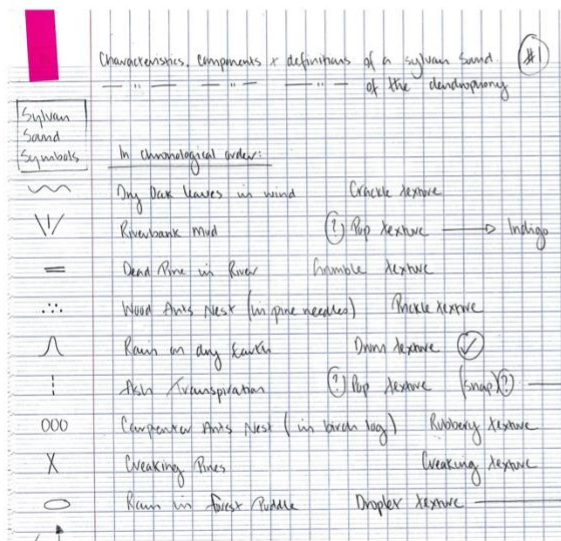 #1
Characteristics, components + definitions of a sylvan sound
— " — — " — — " — of the dendrophony
Sylvan
Sound
Symbols
In chronological order:
Dry Oak leaves in wind Crackle texture
Riverbank mud (?) Pop texture → Indigo
Dead Pine in River texture
Wood Ants Nest (in pine needles) Prickle texture
Rain on dry Earth Drum texture ✓
Ash Transpiration (?) Pop texture (snap) (?)
000 Carpenter Ants Nest (in birch log) Rubbery texture
X Creaking Pines Creaking texture
Rain in forest Puddle Droplet texture